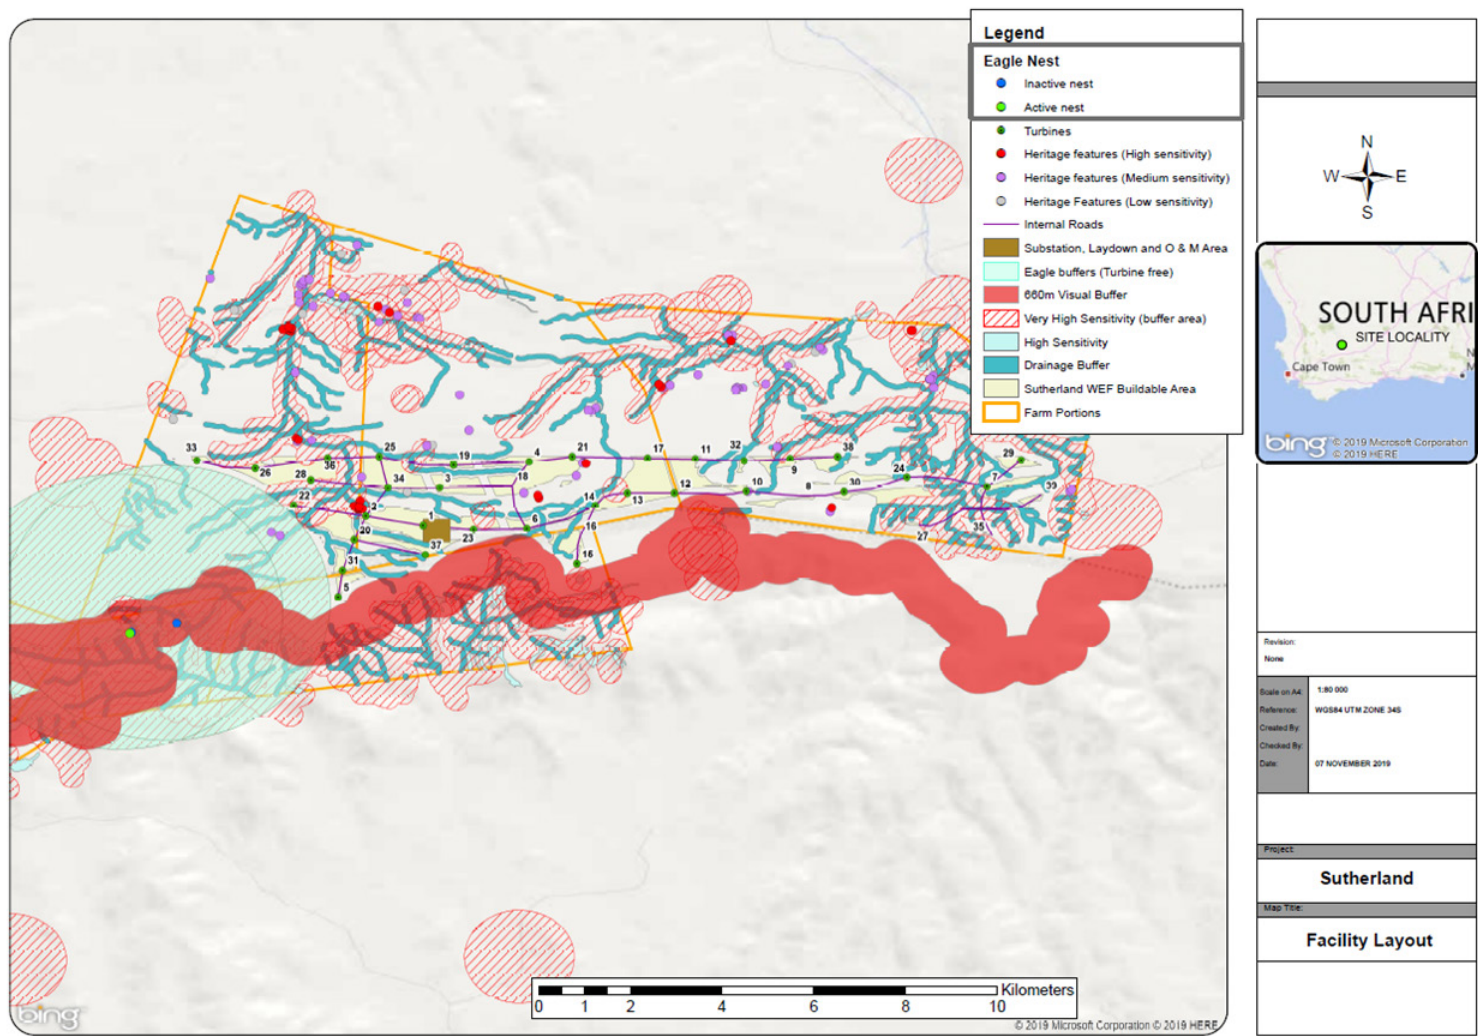 Legend
Eagle Nest
Inactive nest
Active nest
Turbines
Heritage features (High sensitivity)
Heritage features (Medium sensitivity)
Heritage Features (Low sensitivity)
Internal Roads
Substation, Laydown and O & M Area
Eagle buffers (Turbine free)
660m Visual Buffer
Very High Sensitivity (buffer area)
High Sensitivity
Drainage Buffer
Sutherland WEF Buildable Area
Farm Portions
33
26
36
25
19
4
21
17
11
32
9
38
24
29
28
22
34
3
18
14
13
12
10
8
30
7
39
2
1
20
23
6
16
27
35
37
31
5
16
0 1 2 4 6 8 10
Kilometers
© 2019 Microsoft Corporation © 2019 HERE
bing
N
W E
S
SOUTH AFRI
SITE LOCALITY
Cape Town
N
M
bing
© 2019 Microsoft Corporation
© 2019 HERE
Revision:
None
Scale on A4: 1:80 000
Reference: WGS84 UTM ZONE 34S
Created By:
Checked By:
Date: 07 NOVEMBER 2019
Project:
Sutherland
Map Title:
Facility Layout